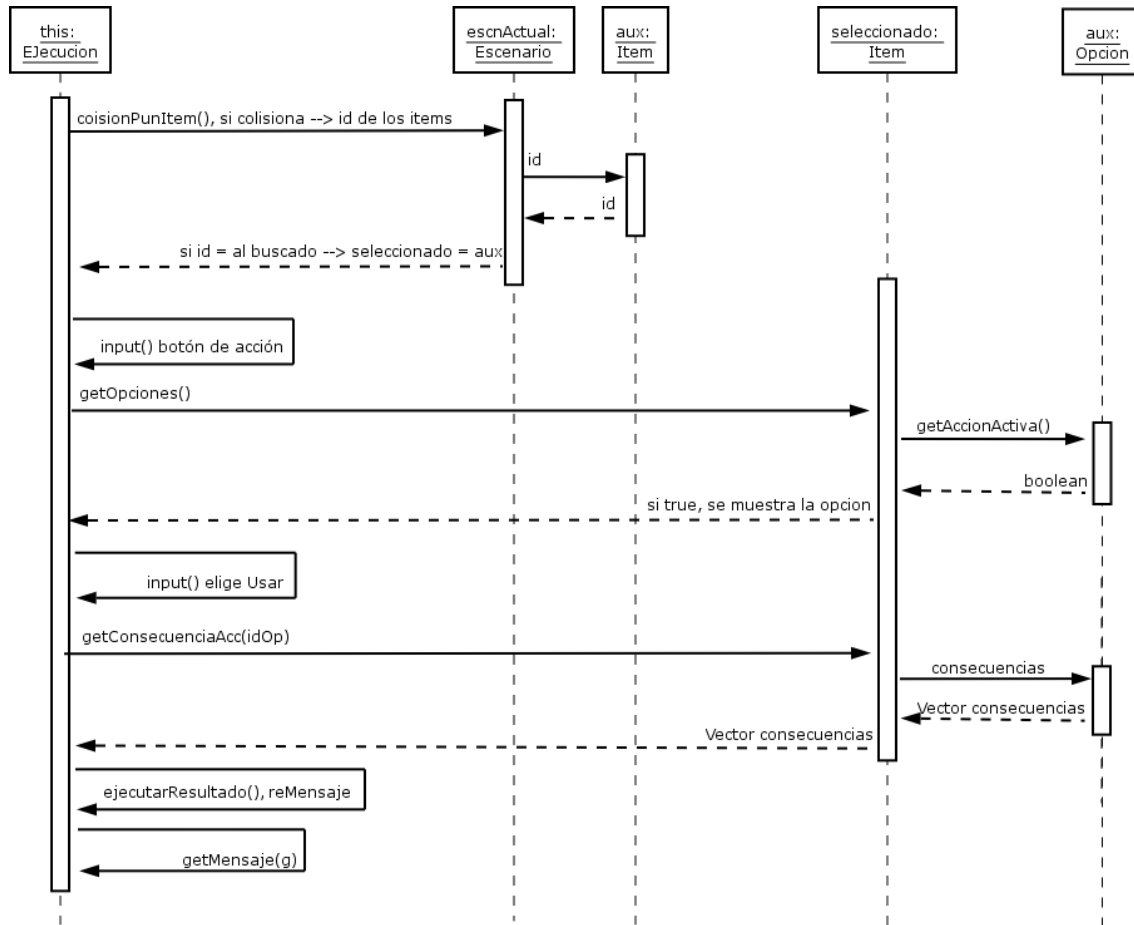 this:
EJecucion
escnActual:
Escenario
aux:
Item
seleccionado:
Item
aux:
Opcion
coisionPunItem(), si colisiona --> id de los items
id
id
si id = al buscado --> seleccionado = aux
input() botón de acción
getOpciones()
getAccionActiva()
boolean
si true, se muestra la opcion
input() elige Usar
getConsecuenciaAcc(idOp)
consecuencias
Vector consecuencias
Vector consecuencias
ejecutarResultado(), reMensaje
getMensaje(g)